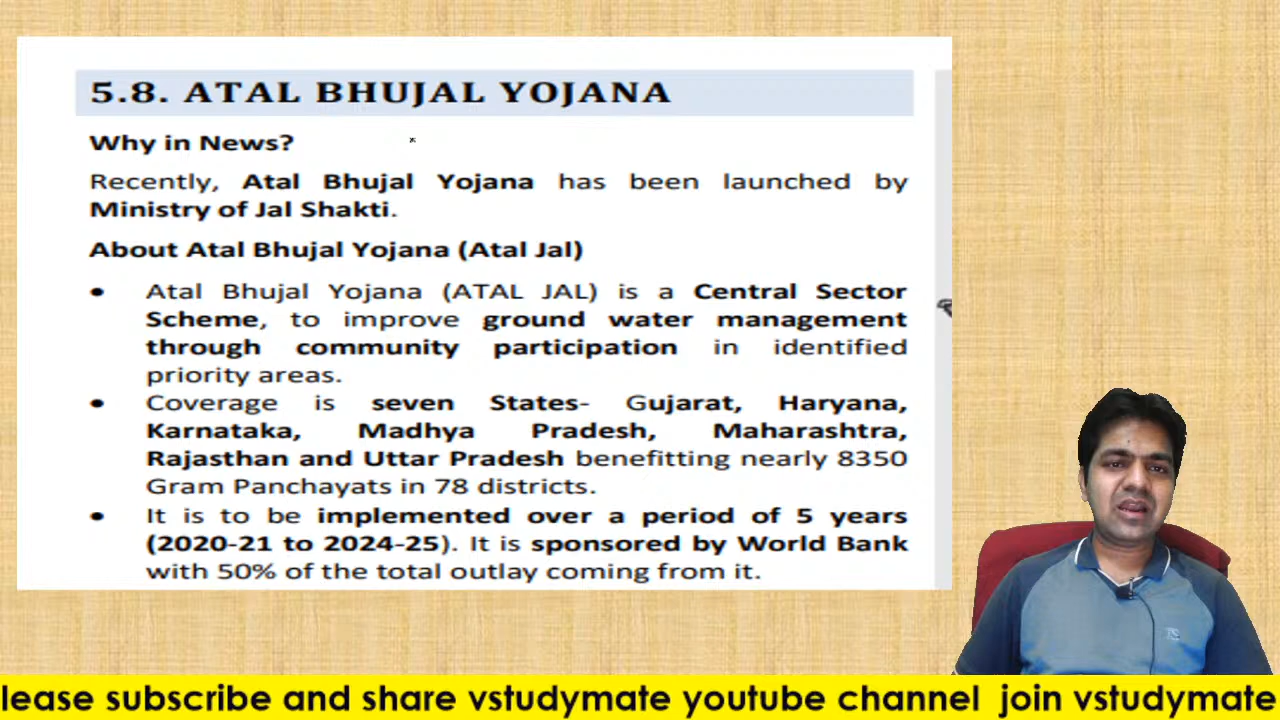 5.8. ATAL BHUJAL YOJANA
Why in News?
Recently, Atal Bhujal Yojana has been launched by
Ministry of Jal Shakti.
About Atal Bhujal Yojana (Atal Jal)
• Atal Bhujal Yojana (ATAL JAL) is a Central Sector
Scheme, to improve ground water management
through community participation in identified
priority areas.
• Coverage is seven States- Gujarat, Haryana,
Karnataka, Madhya Pradesh, Maharashtra,
Rajasthan and Uttar Pradesh benefitting nearly 8350
Gram Panchayats in 78 districts.
• It is to be implemented over a period of 5 years
(2020-21 to 2024-25). It is sponsored by World Bank
with 50% of the total outlay coming from it.
lease subscribe and share vstudymate youtube channel join vstudymate